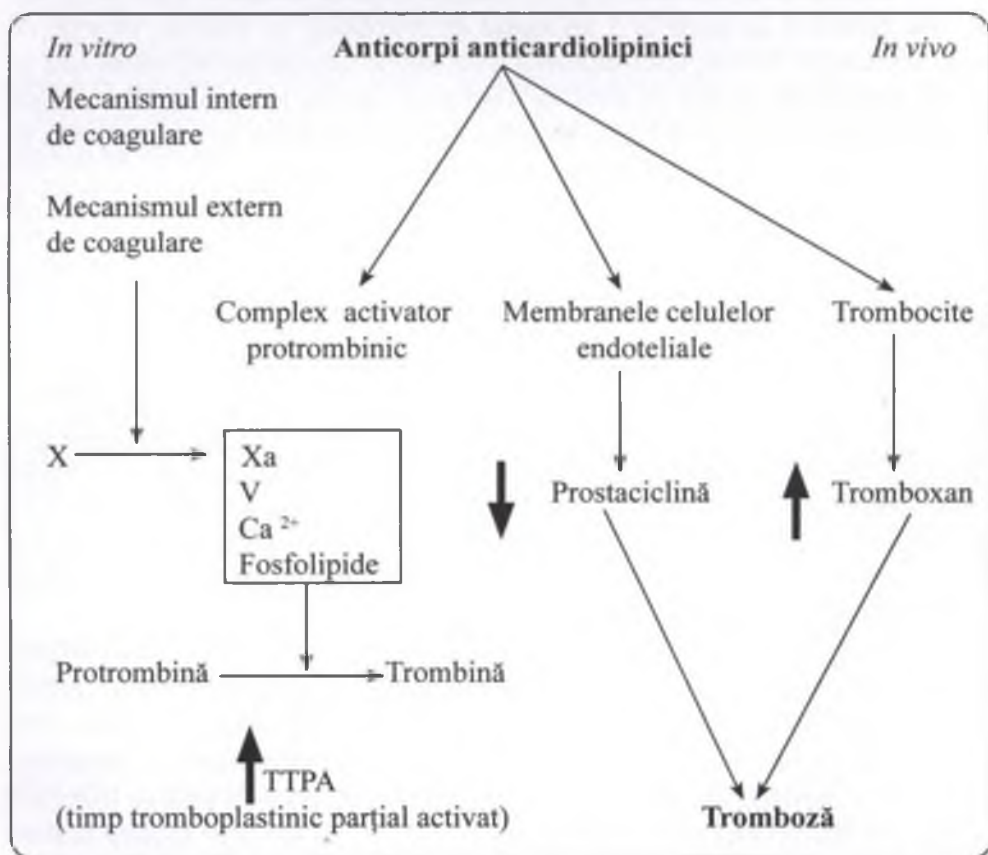 In vitro
Anticorpi anticardiolipinici
In vivo
Mecanismul intern
de coagulare
Mecanismul extern
de coagulare
Complex activator
protrombinic
Membranele celulelor
endoteliale
Trombocite
X
Xa
V
Ca 2+
Fosfolipide
Prostaciclină
Tromboxan
Protrombină
Trombină
TTPA
(timp tromboplastinic parțial activat)
Tromboză